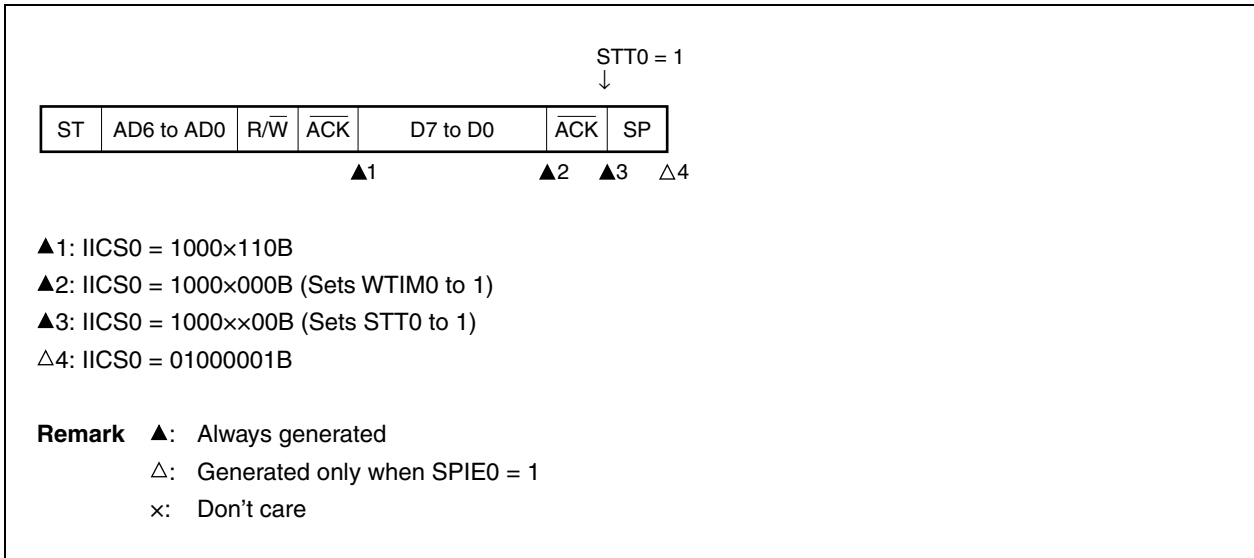 STT0 = 1
↓
ST AD6 to AD0 R/W̅ A̅C̅K̅ D7 to D0 A̅C̅K̅ SP
▲1 ▲2 ▲3 △4
▲1: IICS0 = 1000×110B
▲2: IICS0 = 1000×000B (Sets WTIM0 to 1)
▲3: IICS0 = 1000××00B (Sets STT0 to 1)
△4: IICS0 = 01000001B
Remark ▲: Always generated
△: Generated only when SPIE0 = 1
×: Don't care